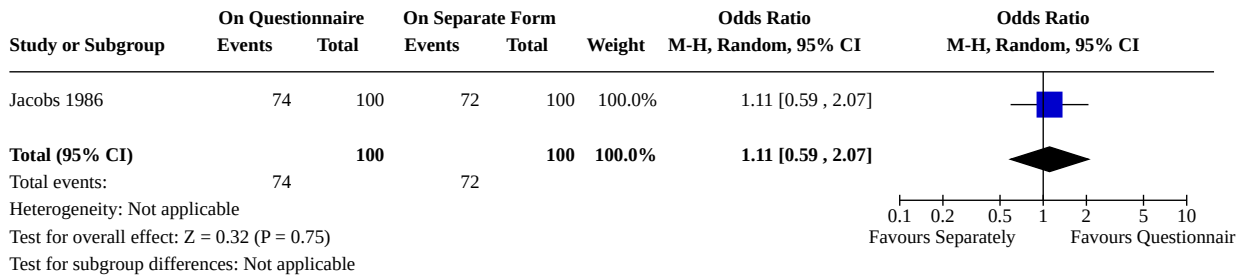 On Questionnaire On Separate Form Odds Ratio Odds Ratio
Study or Subgroup Events Total Events Total Weight M-H, Random, 95% CI M-H, Random, 95% CI
Jacobs 1986 74 100 72 100 100.0% 1.11 [0.59 , 2.07]
Total (95% CI) 100 100 100.0% 1.11 [0.59 , 2.07]
Total events: 74 72
Heterogeneity: Not applicable
0.1 0.2 0.5 1 2 5 10
Test for overall effect: Z = 0.32 (P = 0.75)
Favours Separately Favours Questionnair
Test for subgroup differences: Not applicable